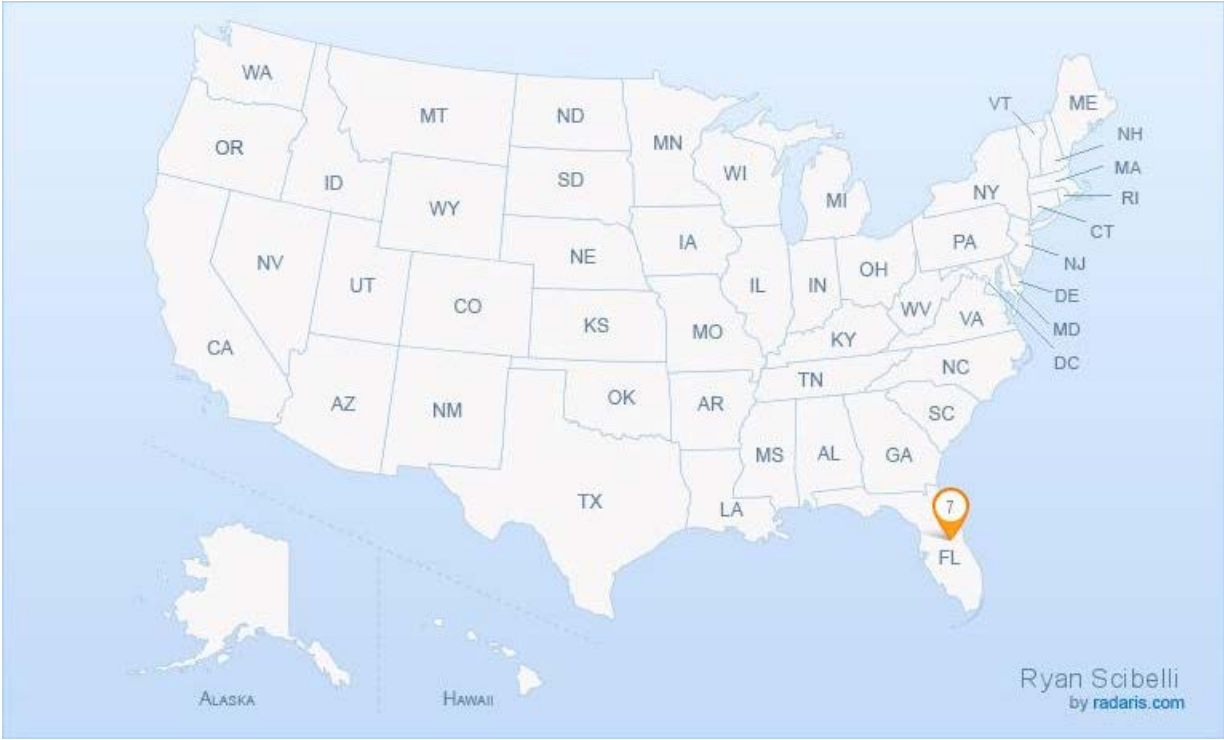 WA
MT
ND
MN
VT
ME
OR
ID
SD
WI
NH
MA
WY
MI
NY
RI
NV
NE
IA
PA
CT
UT
CO
IL
IN
OH
NJ
DE
CA
KS
MO
WV
VA
MD
KY
DC
AZ
NM
OK
AR
TN
NC
SC
MS
AL
GA
TX
LA
7
FL
Alaska
Hawaii
Ryan Scibelli
by radaris.com